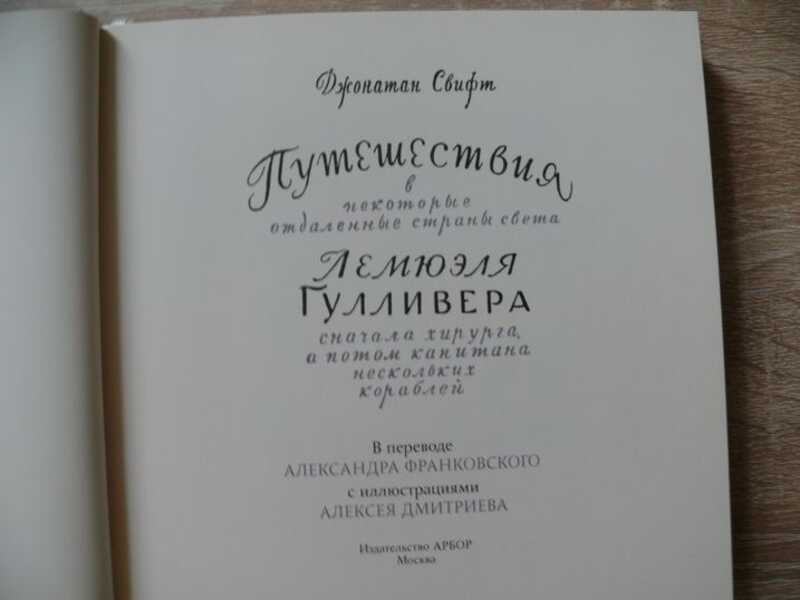 Джонатан Свифт
Путешествия
в
некоторые
отдаленные страны света
Лемюэля
Гулливера
сначала хирурга,
а потом капитана
нескольких
кораблей
В переводе
АЛЕКСАНДРА ФРАНКОВСКОГО
с иллюстрациями
АЛЕКСЕЯ ДМИТРИЕВА
Издательство АРБОР
Москва